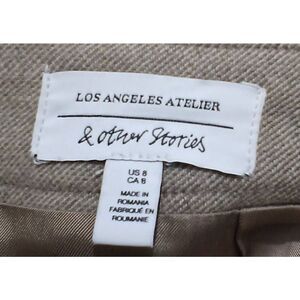 LOS ANGELES ATELIER
& other Stories
US 8
CA 8
MADE IN
ROMANIA
FABRIQUÉ EN
ROUMANIE